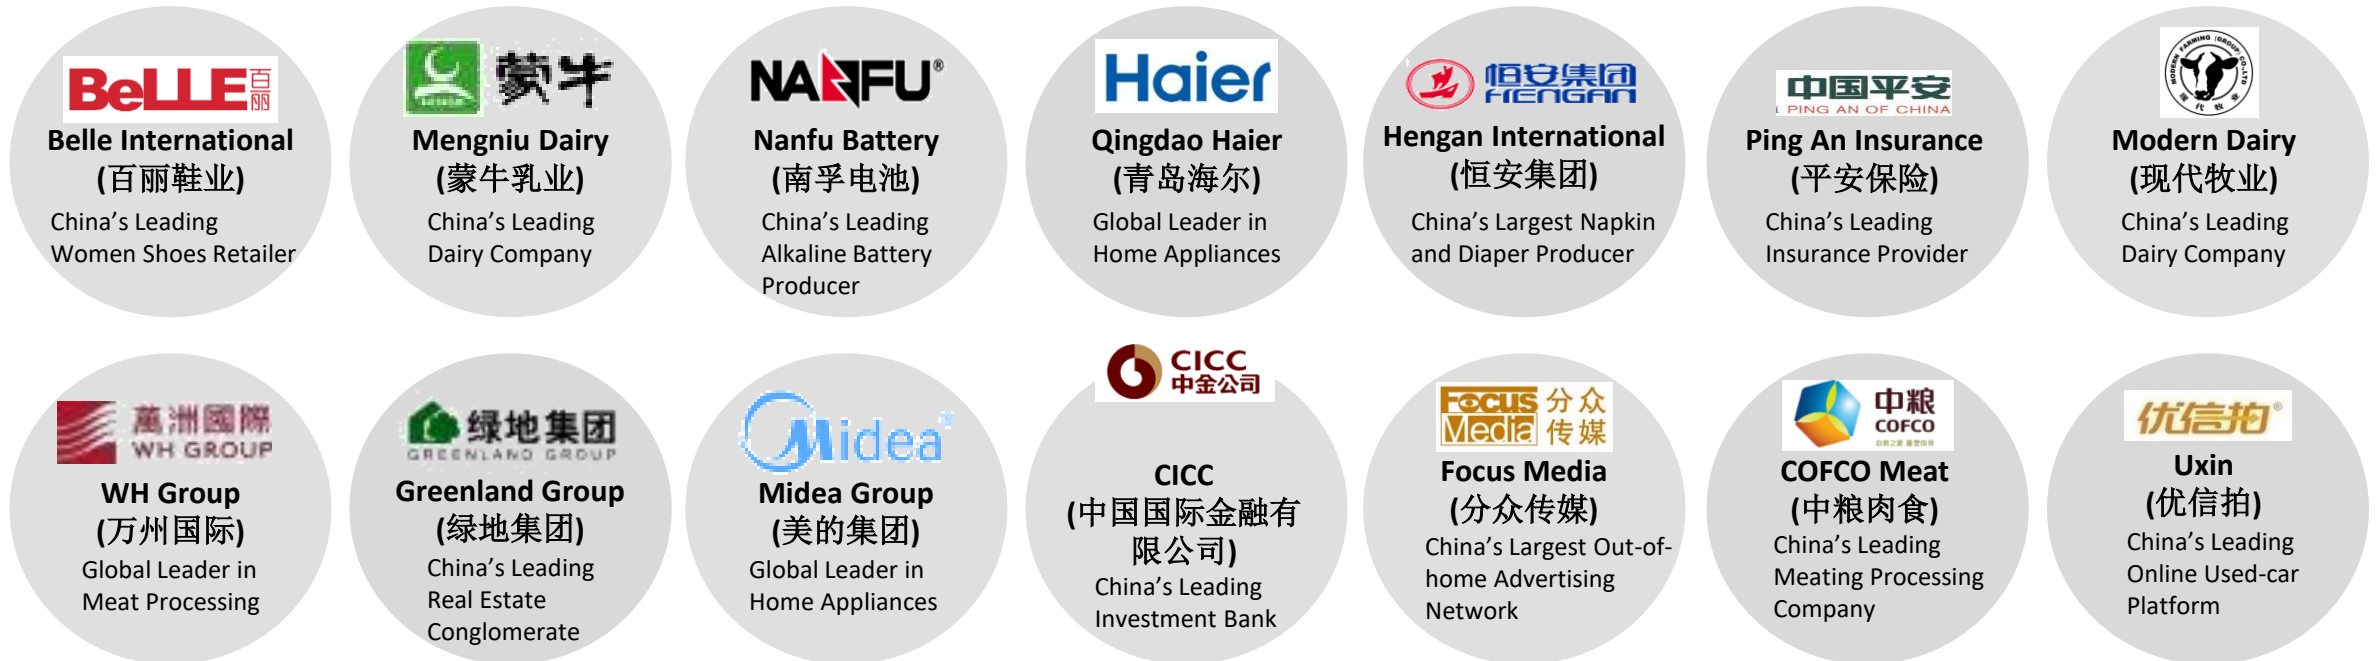 BeLLE 百丽
Belle International
(百丽鞋业)
China's Leading
Women Shoes Retailer
蒙牛
Mengniu Dairy
(蒙牛乳业)
China's Leading
Dairy Company
NANFU®
Nanfu Battery
(南孚电池)
China's Leading
Alkaline Battery
Producer
Haier
Qingdao Haier
(青岛海尔)
Global Leader in
Home Appliances
恒安集团
HENGAN
Hengan International
(恒安集团)
China's Largest Napkin
and Diaper Producer
中国平安
PING AN OF CHINA
Ping An Insurance
(平安保险)
China's Leading
Insurance Provider
MODERN FARMING (GROUP) CO.,LTD
现代牧业
Modern Dairy
(现代牧业)
China's Leading
Dairy Company
萬洲國際
WH GROUP
WH Group
(万州国际)
Global Leader in
Meat Processing
绿地集团
GREENLAND GROUP
Greenland Group
(绿地集团)
China's Leading
Real Estate
Conglomerate
Midea®
Midea Group
(美的集团)
Global Leader in
Home Appliances
CICC
中金公司
CICC
(中国国际金融有
限公司)
China's Leading
Investment Bank
Focus 分众
Media 传媒
Focus Media
(分众传媒)
China's Largest Out-of-
home Advertising
Network
中粮
COFCO
COFCO Meat
(中粮肉食)
China's Leading
Meating Processing
Company
优信拍®
Uxin
(优信拍)
China's Leading
Online Used-car
Platform